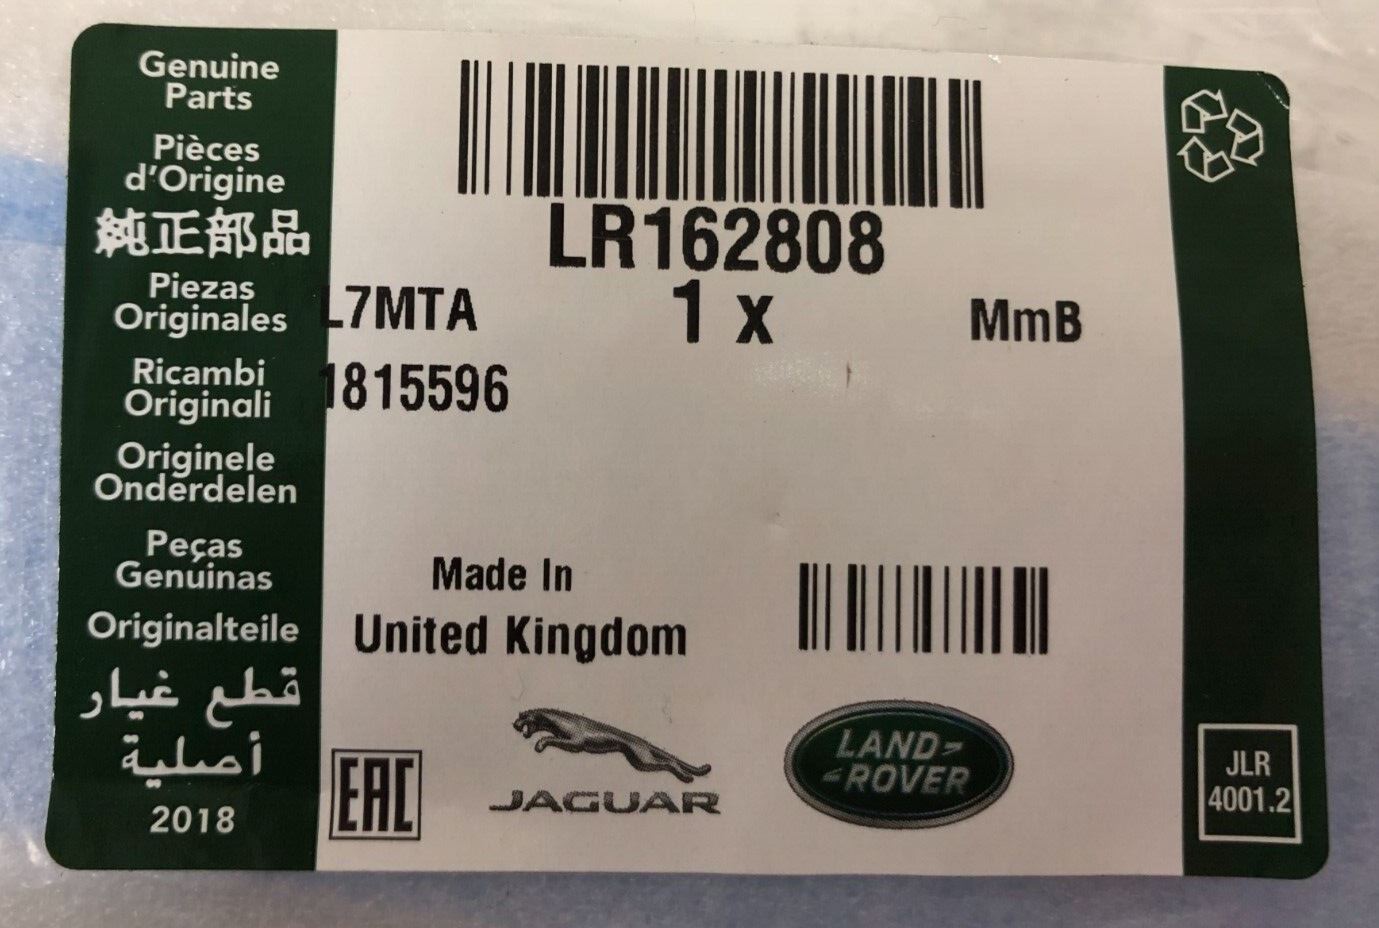 Genuine
Parts
Pièces
d'Origine
純正部品
Piezas
Originales
Ricambi
Originali
Originele
Onderdelen
Peças
Genuinas
Originalteile
قطع غيار
أصلية
2018
LR162808
L7MTA 1 x MmB
1815596
Made In
United Kingdom
EAC
JAGUAR
LAND
ROVER
JLR
4001.2